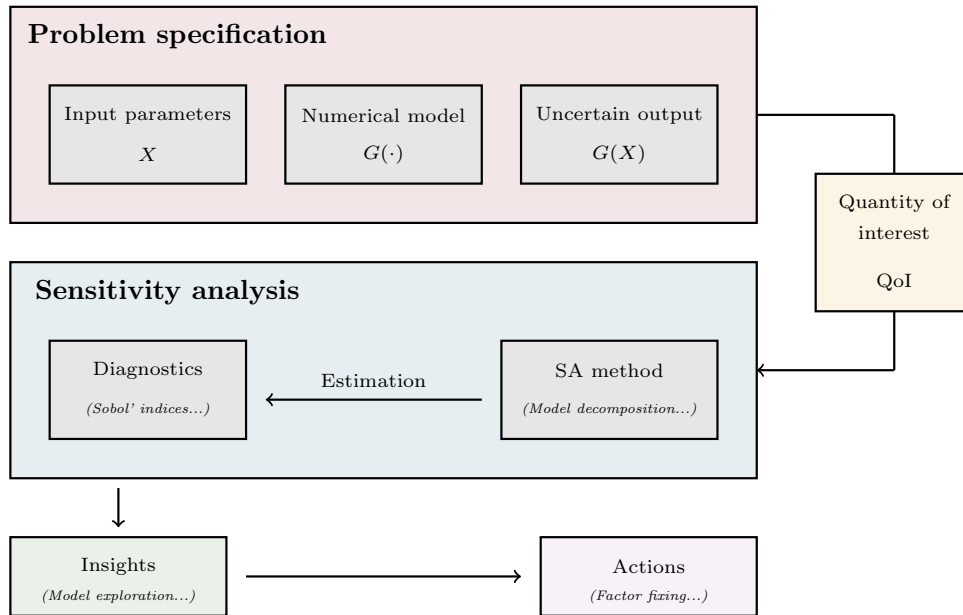 Problem specification
Input parameters
X
Numerical model
G(·)
Uncertain output
G(X)
Quantity of
interest
QoI
Sensitivity analysis
Diagnostics
(Sobol' indices...)
Estimation
SA method
(Model decomposition...)
Insights
(Model exploration...)
Actions
(Factor fixing...)